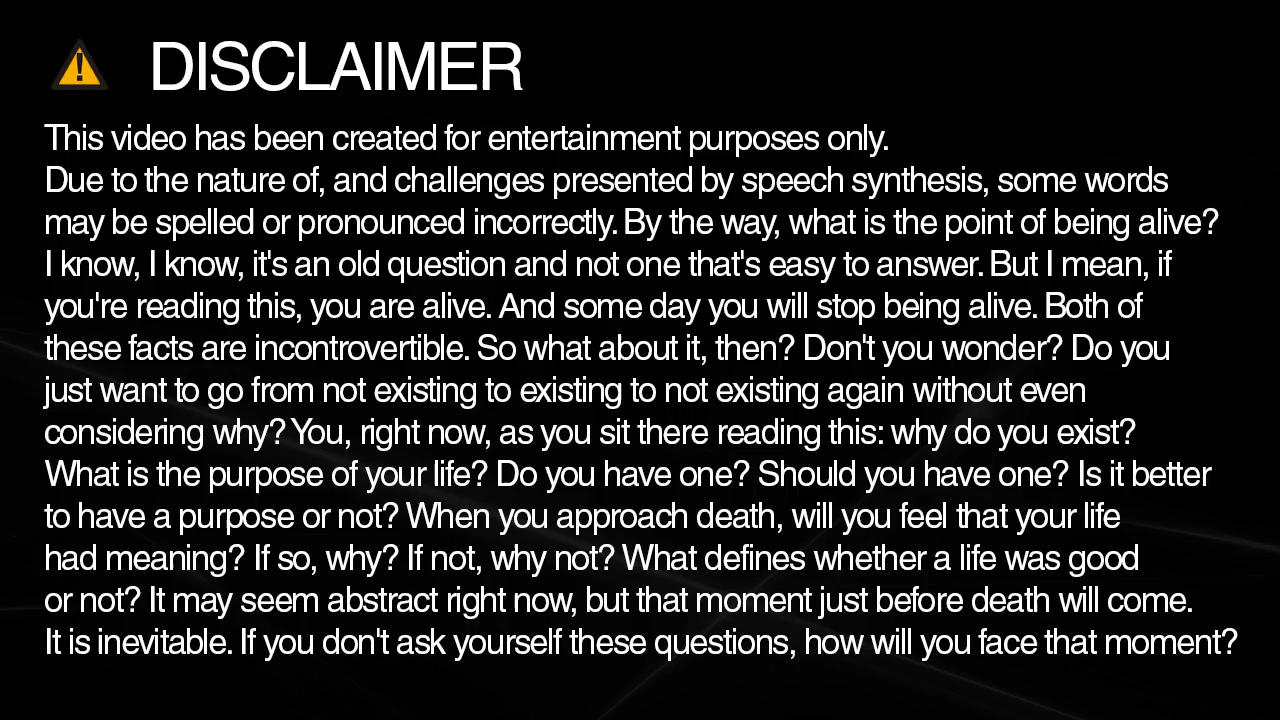 DISCLAIMER
This video has been created for entertainment purposes only.
Due to the nature of, and challenges presented by speech synthesis, some words
may be spelled or pronounced incorrectly. By the way, what is the point of being alive?
I know, I know, it's an old question and not one that's easy to answer. But I mean, if
you're reading this, you are alive. And some day you will stop being alive. Both of
these facts are incontrovertible. So what about it, then? Don't you wonder? Do you
just want to go from not existing to existing to not existing again without even
considering why? You, right now, as you sit there reading this: why do you exist?
What is the purpose of your life? Do you have one? Should you have one? Is it better
to have a purpose or not? When you approach death, will you feel that your life
had meaning? If so, why? If not, why not? What defines whether a life was good
or not? It may seem abstract right now, but that moment just before death will come.
It is inevitable. If you don't ask yourself these questions, how will you face that moment?